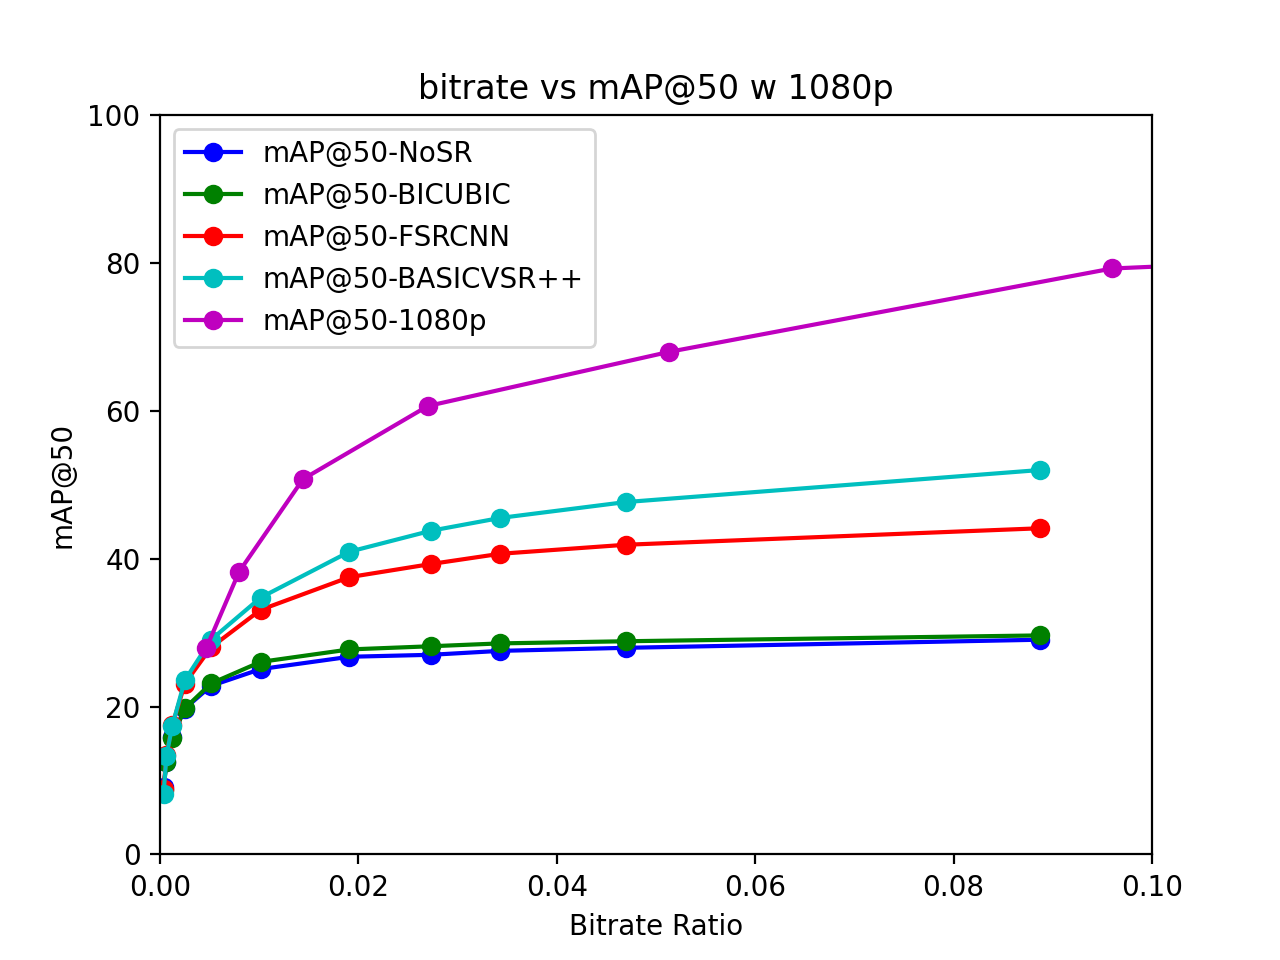 bitrate vs mAP@50 w 1080p
100
80
60
40
20
0
mAP@50
mAP@50-NoSR
mAP@50-BICUBIC
mAP@50-FSRCNN
mAP@50-BASICVSR++
mAP@50-1080p
0.00 0.02 0.04 0.06 0.08 0.10
Bitrate Ratio